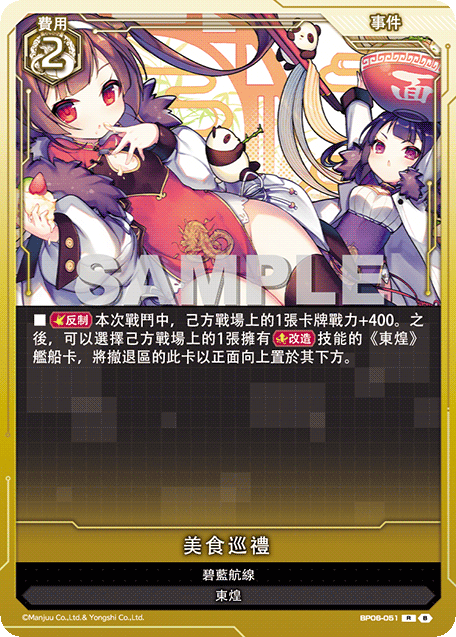 費用
2
事件
面
SAMPLE
■ 反制 本次戰鬥中，己方戰場上的1張卡牌戰力+400。之
後，可以選擇己方戰場上的1張擁有 改造 技能的《東煌》
艦船卡，將撤退區的此卡以正面向上置於其下方。
美食巡禮
碧藍航線
東煌
©Manjuu Co.,Ltd.& Yongshi Co.,Ltd.
BP06-051 R B